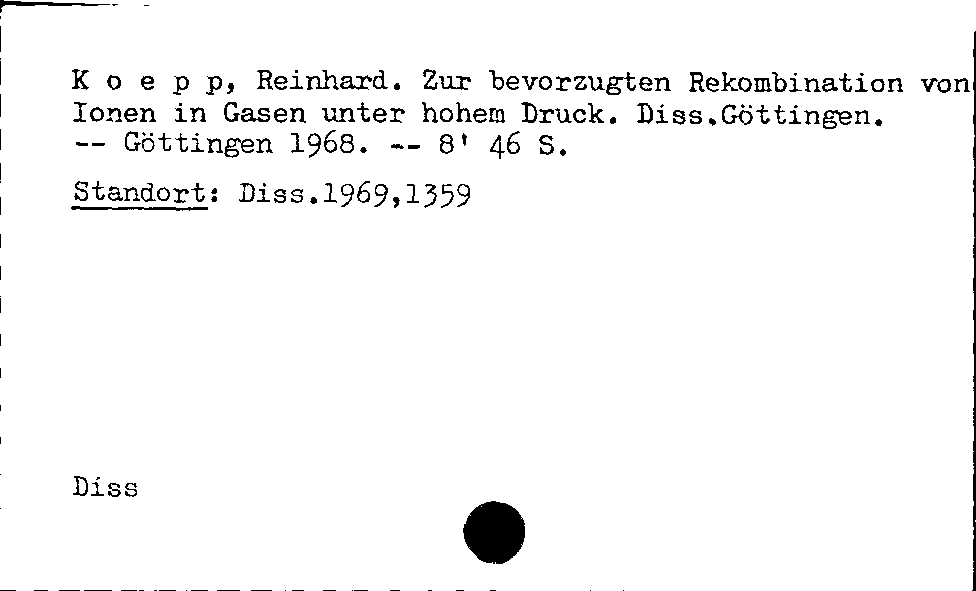 K o e p p, Reinhard. Zur bevorzugten Rekombination von
Ionen in Gasen unter hohem Druck. Diss.Göttingen.
-- Göttingen 1968. -- 8' 46 S.
Standort: Diss.1969,1359
Diss